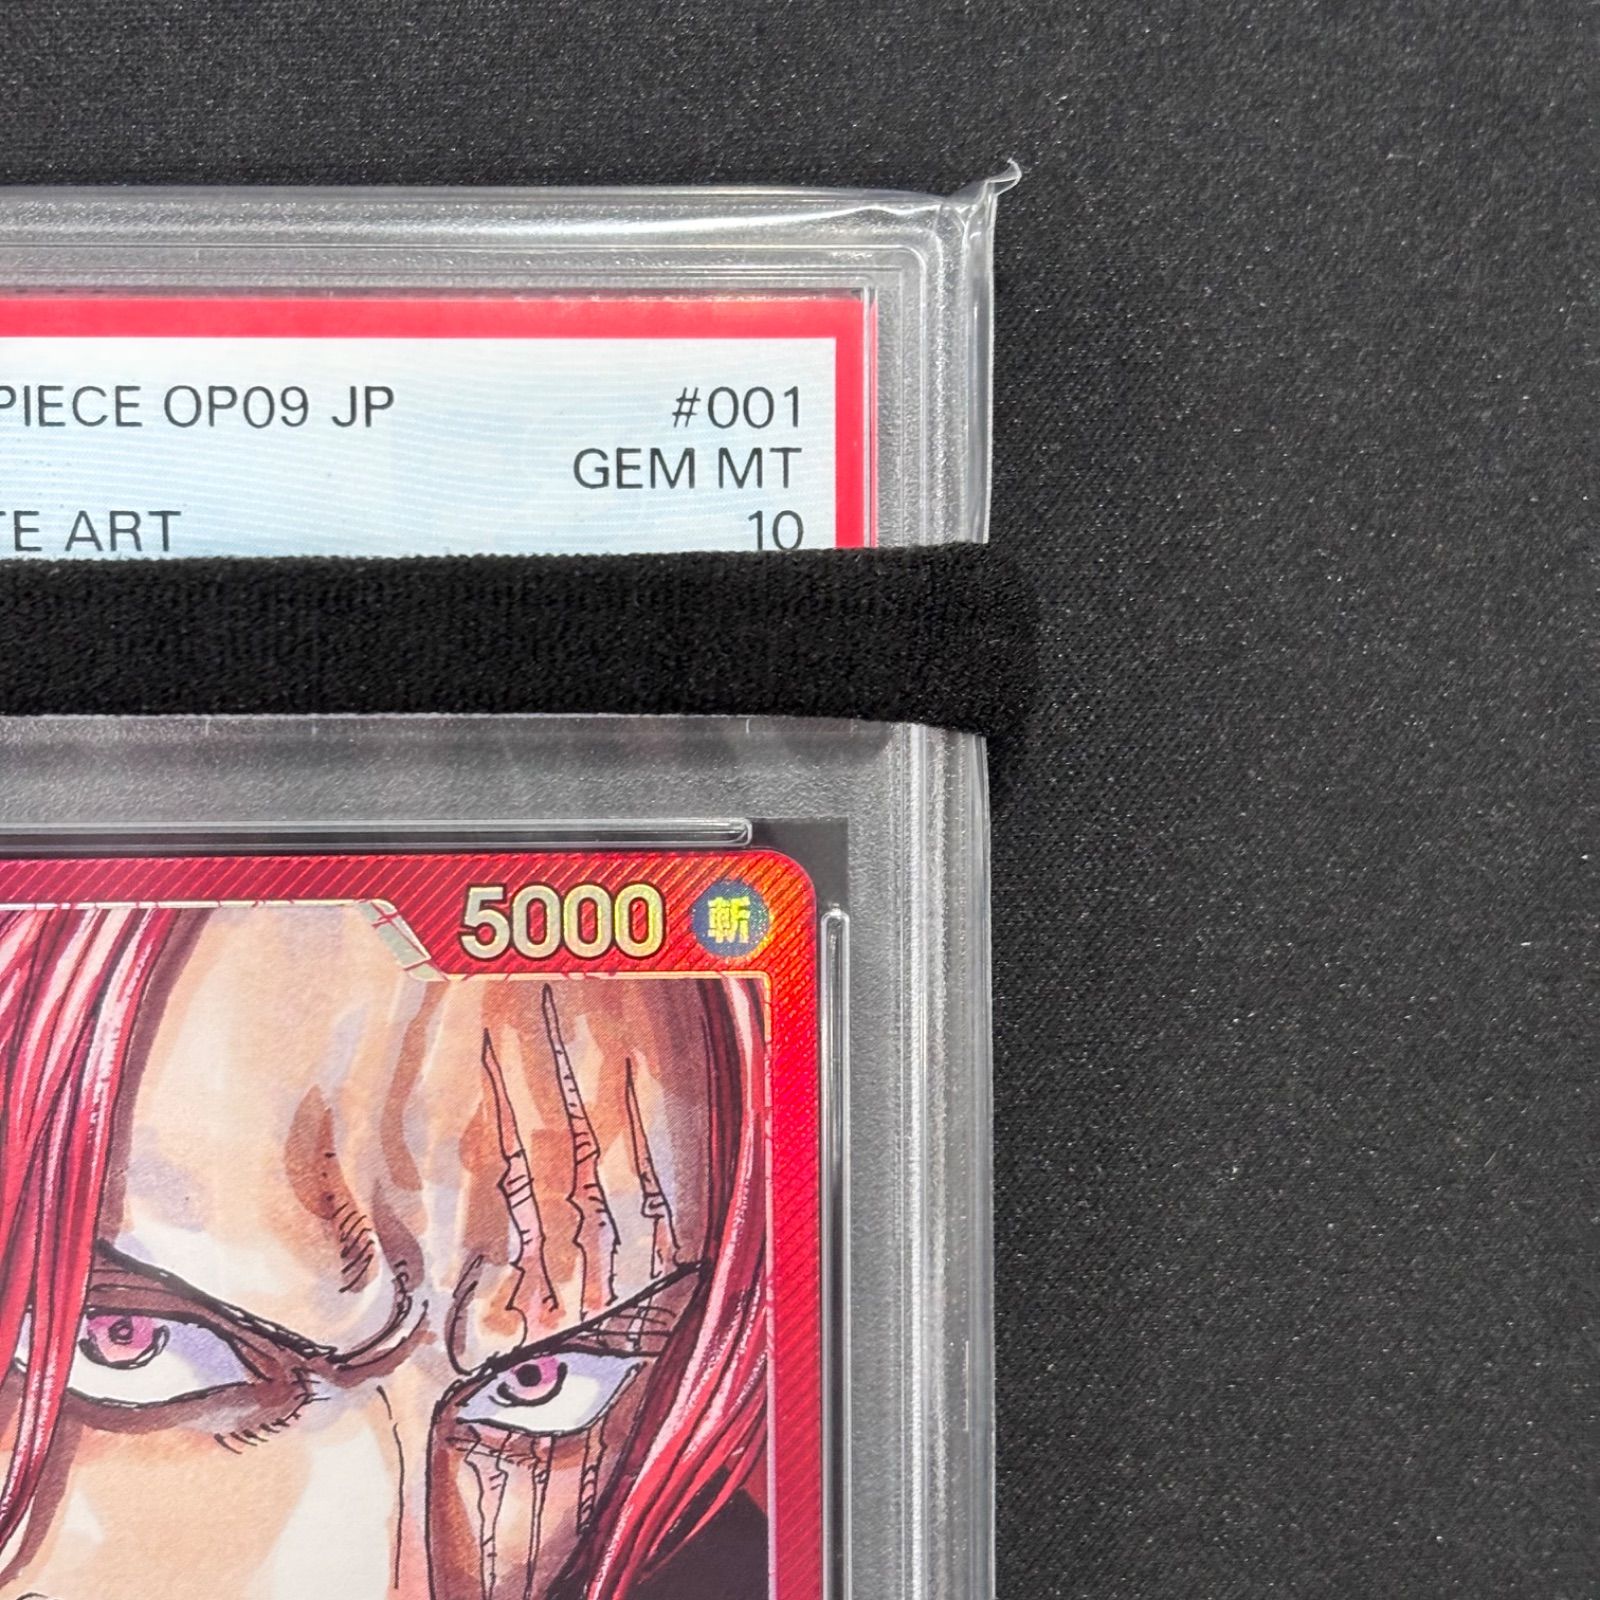 PIECE OP09 JP #001
GEM MT
TE ART 10
5000 斬